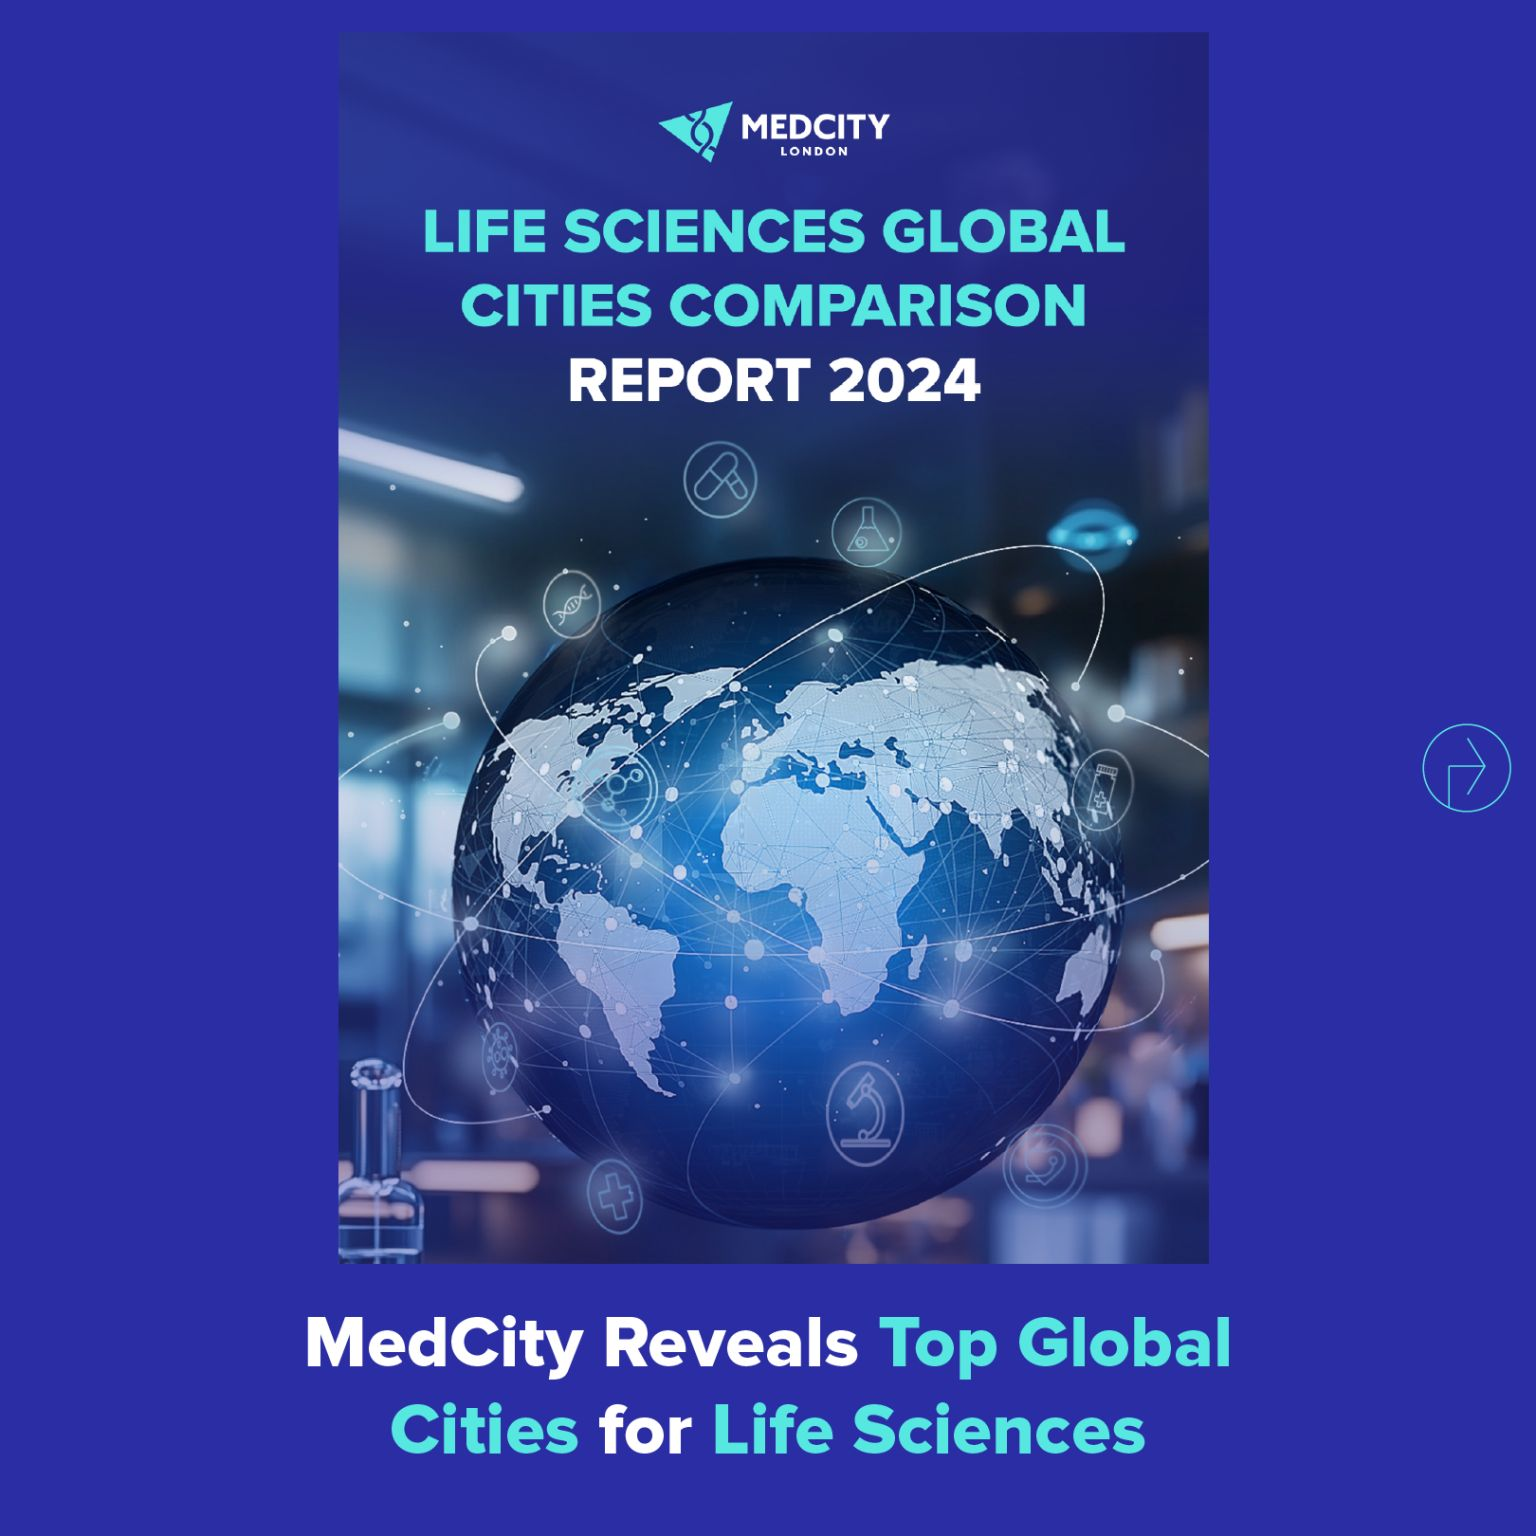 MEDCITY
LONDON
LIFE SCIENCES GLOBAL
CITIES COMPARISON
REPORT 2024
MedCity Reveals Top Global
Cities for Life Sciences